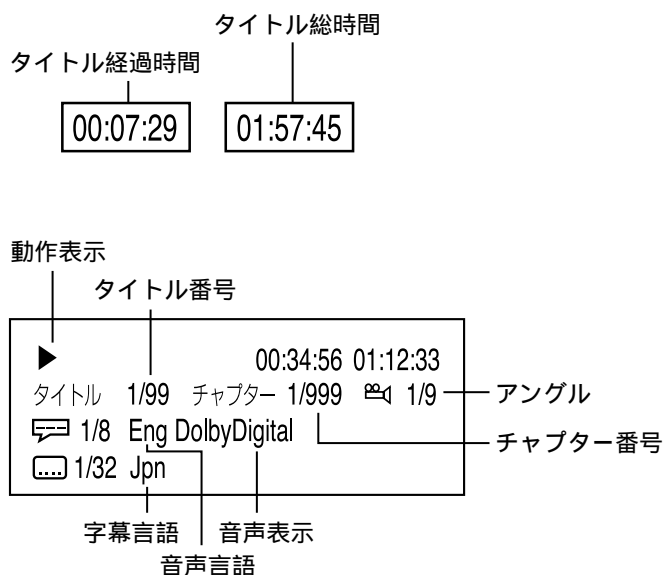 タイトル総時間
タイトル経過時間
00:07:29 01:57:45
動作表示
タイトル番号
00:34:56 01:12:33
タイトル 1/99 チャプター 1/999 1/9 アングル
1/8 Eng DolbyDigital チャプター番号
1/32 Jpn
字幕言語 音声表示
音声言語